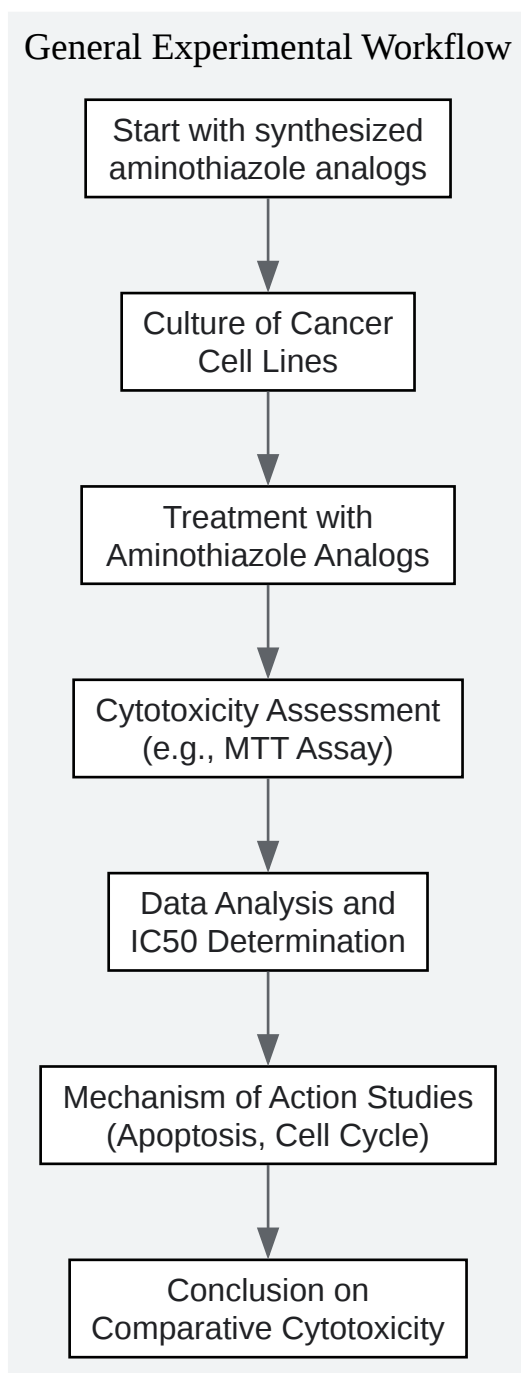 General Experimental Workflow
Start with synthesized
aminothiazole analogs
Culture of Cancer
Cell Lines
Treatment with
Aminothiazole Analogs
Cytotoxicity Assessment
(e.g., MTT Assay)
Data Analysis and
IC50 Determination
Mechanism of Action Studies
(Apoptosis, Cell Cycle)
Conclusion on
Comparative Cytotoxicity